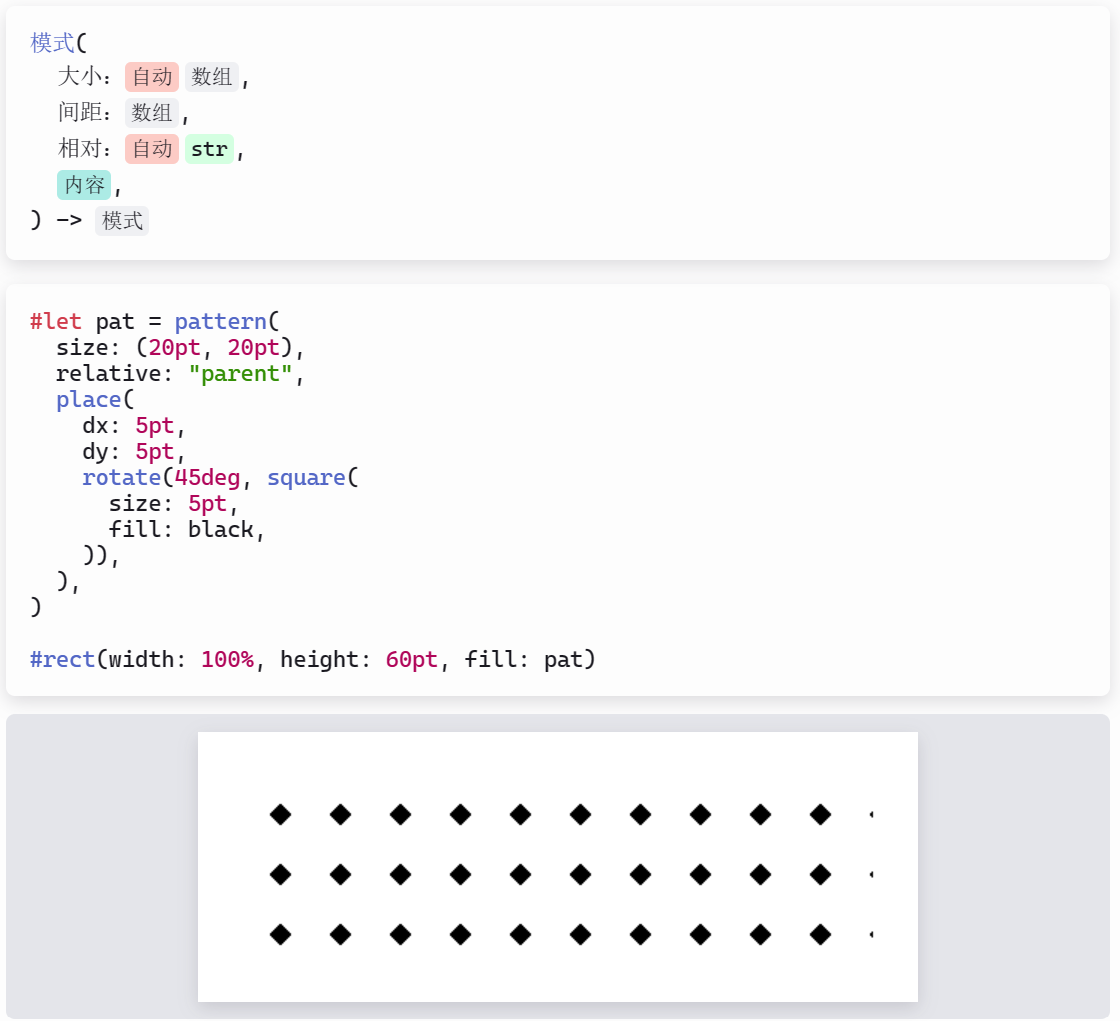 模式(
大小：自动 数组,
间距：数组,
相对：自动 str,
内容,
) -> 模式
#let pat = pattern(
size: (20pt, 20pt),
relative: "parent",
place(
dx: 5pt,
dy: 5pt,
rotate(45deg, square(
size: 5pt,
fill: black,
)),
),
)
#rect(width: 100%, height: 60pt, fill: pat)